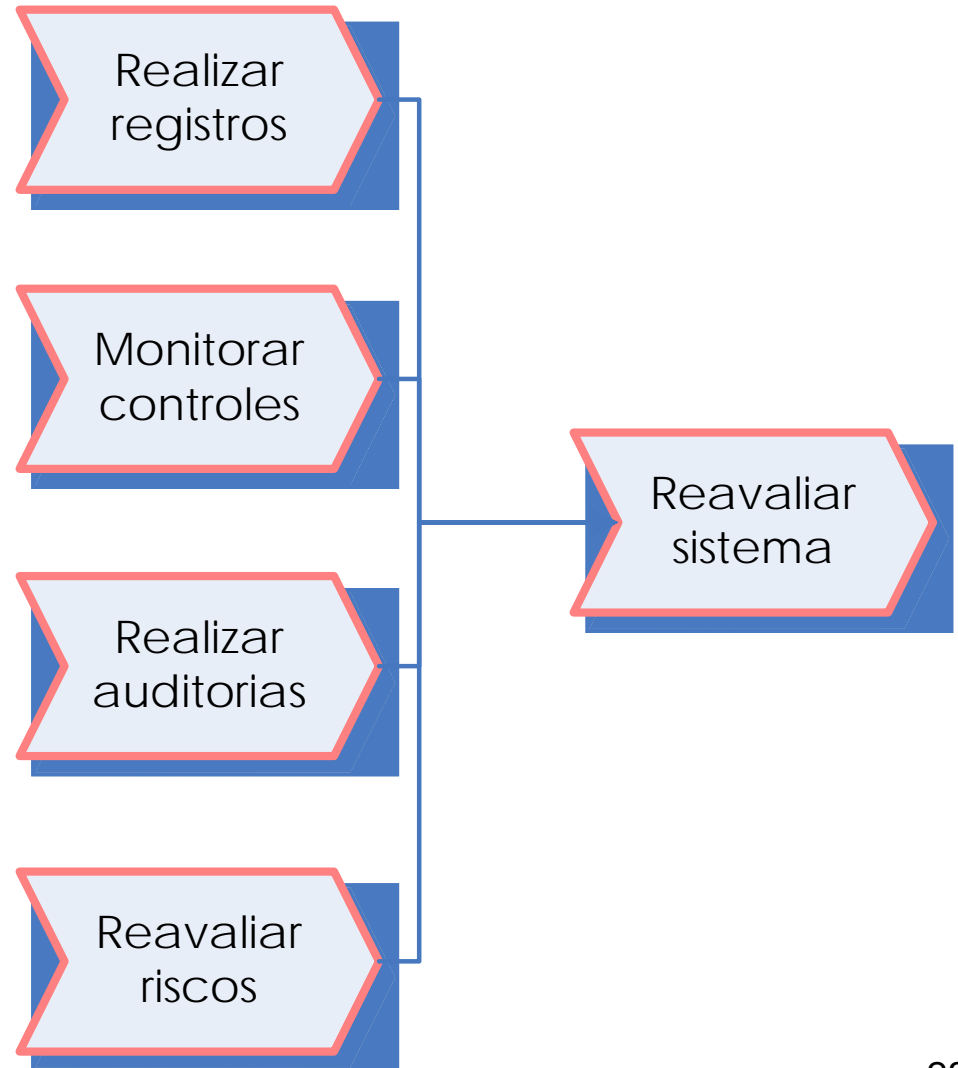 Realizar
registros
Monitorar
controles
Reavaliar
sistema
Realizar
auditorias
Reavaliar
riscos